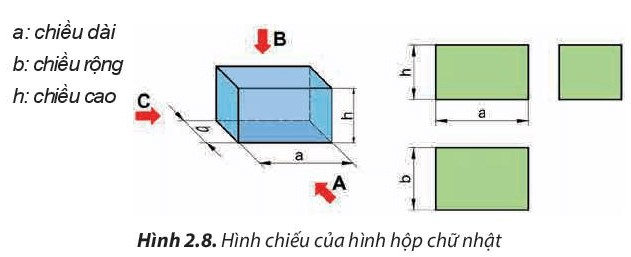 a: chiều dài
b: chiều rộng
h: chiều cao
B
C
b
a
h
A
h
a
b
Hình 2.8. Hình chiếu của hình hộp chữ nhật